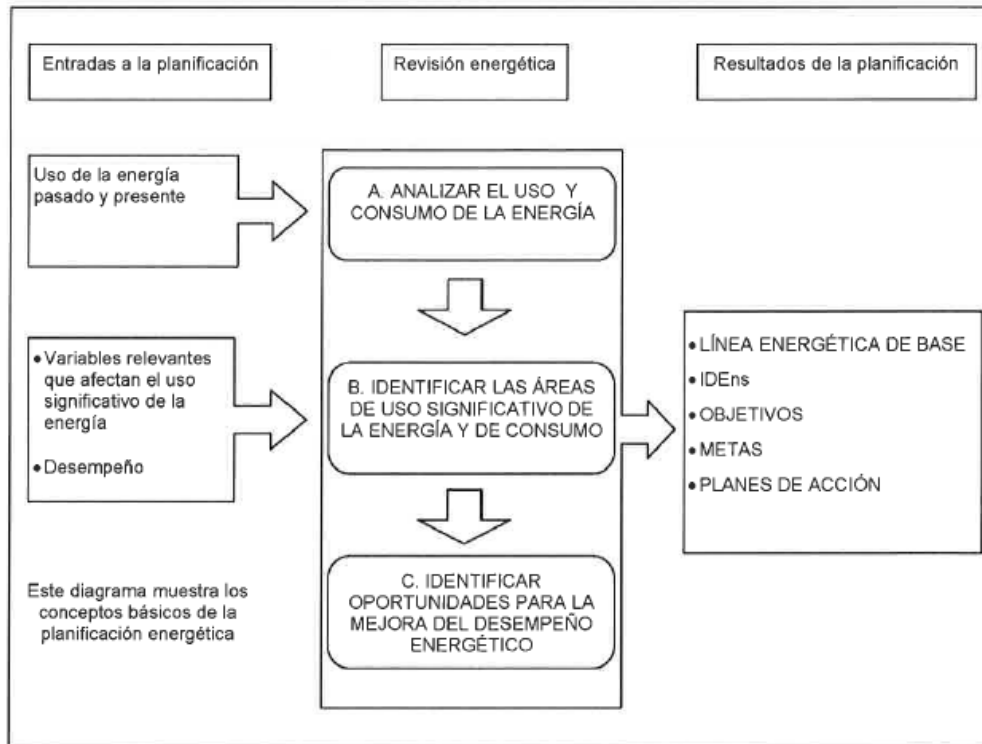 Entradas a la planificación
Revisión energética
Resultados de la planificación
Uso de la energía
pasado y presente
A. ANALIZAR EL USO Y
CONSUMO DE LA ENERGÍA
• Variables relevantes
que afectan el uso
significativo de la
energía
• Desempeño
B. IDENTIFICAR LAS ÁREAS
DE USO SIGNIFICATIVO DE
LA ENERGÍA Y DE CONSUMO
• LÍNEA ENERGÉTICA DE BASE
• IDEns
• OBJETIVOS
• METAS
• PLANES DE ACCIÓN
Este diagrama muestra los
conceptos básicos de la
planificación energética
C. IDENTIFICAR
OPORTUNIDADES PARA LA
MEJORA DEL DESEMPEÑO
ENERGÉTICO